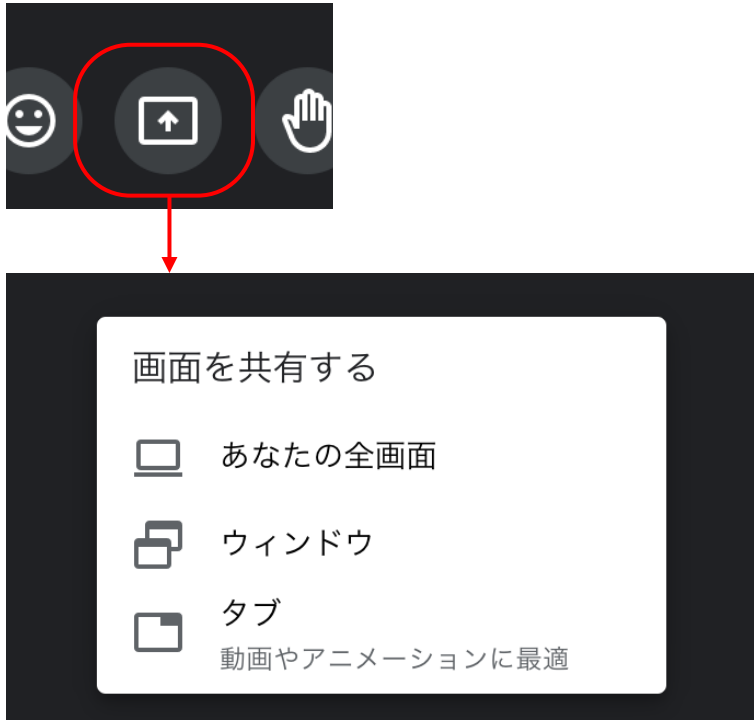 画面を共有する
あなたの全画面
ウィンドウ
タブ
動画やアニメーションに最適